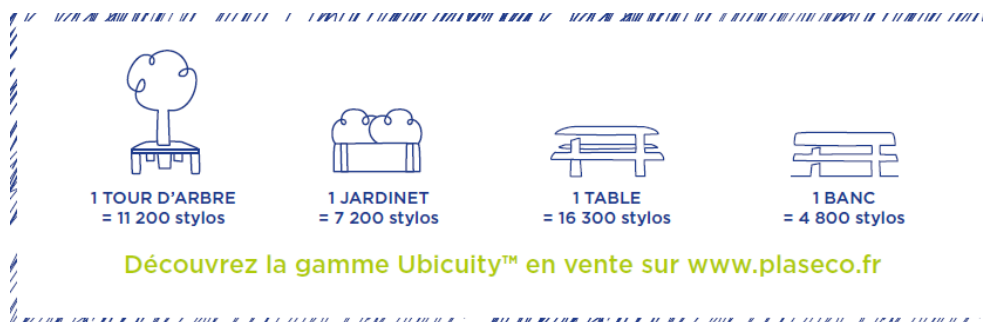 1 TOUR D'ARBRE
= 11 200 stylos
1 JARDINET
= 7 200 stylos
1 TABLE
= 16 300 stylos
1 BANC
= 4 800 stylos
Découvrez la gamme Ubicuity™ en vente sur www.plaseco.fr